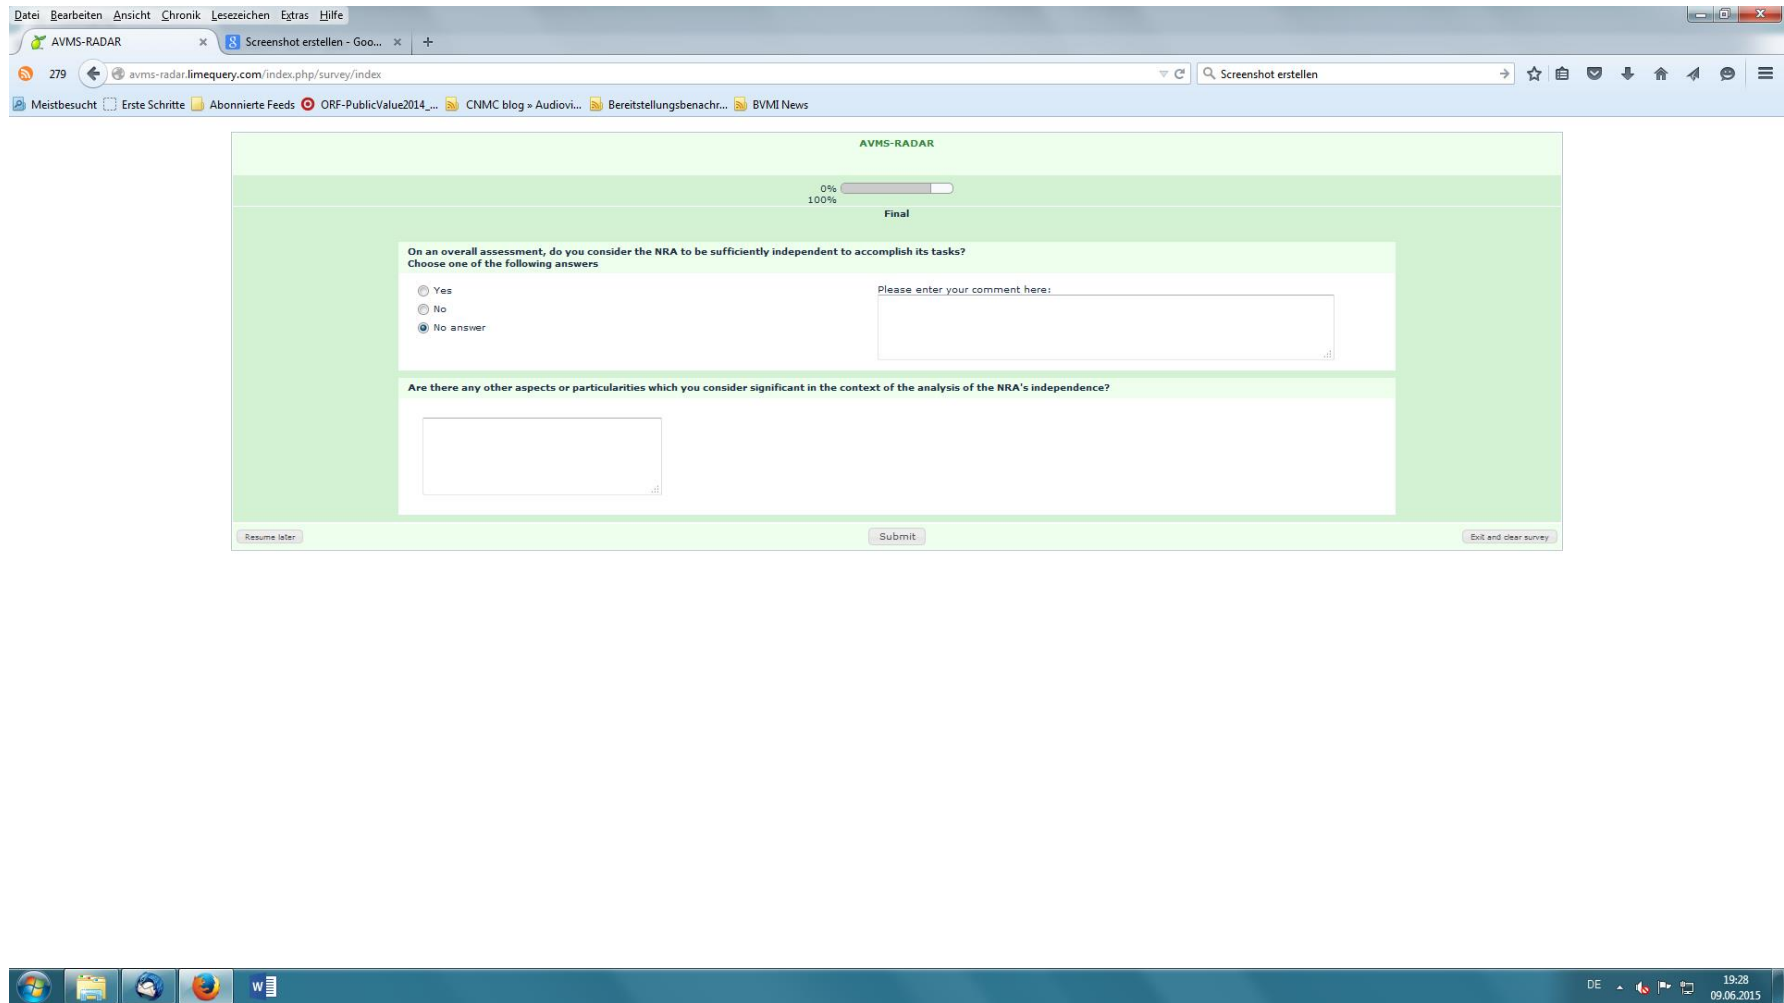 Datei Bearbeiten Ansicht Chronik Lesezeichen Extras Hilfe
AVMS-RADAR
Screenshot erstellen - Goo...
279 avms-radar.limequery.com/index.php/survey/index Screenshot erstellen
Meistbesucht Erste Schritte Abonnierte Feeds ORF-PublicValue2014_... CNMC blog » Audiovi... Bereitstellungsbenachr... BVMI News
AVMS-RADAR
0%
100%
Final
On an overall assessment, do you consider the NRA to be sufficiently independent to accomplish its tasks?
Choose one of the following answers
Yes
No
No answer
Please enter your comment here:
Are there any other aspects or particularities which you consider significant in the context of the analysis of the NRA's independence?
Resume later Submit Exit and clear survey
DE 19:28
09.06.2015